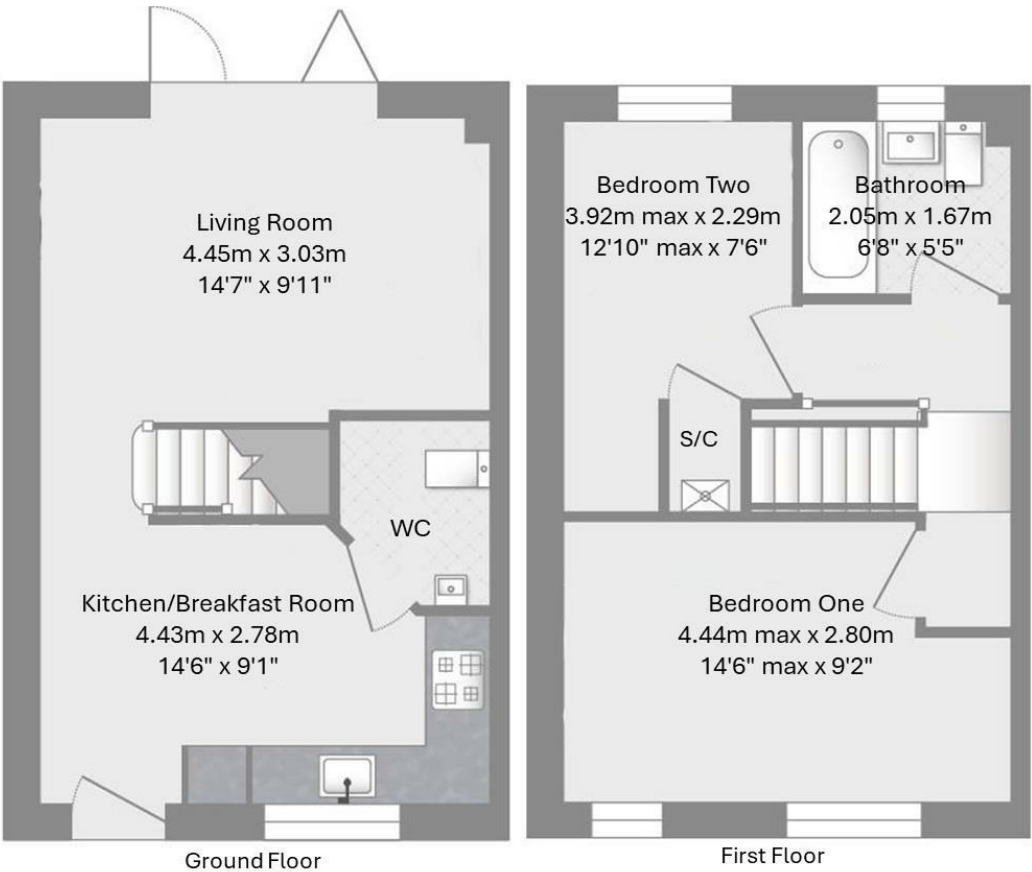 Living Room
4.45m x 3.03m
14'7" x 9'11"
WC
Kitchen/Breakfast Room
4.43m x 2.78m
14'6" x 9'1"
Ground Floor
Bedroom Two
3.92m max x 2.29m
12'10" max x 7'6"
Bathroom
2.05m x 1.67m
6'8" x 5'5"
S/C
Bedroom One
4.44m max x 2.80m
14'6" max x 9'2"
First Floor